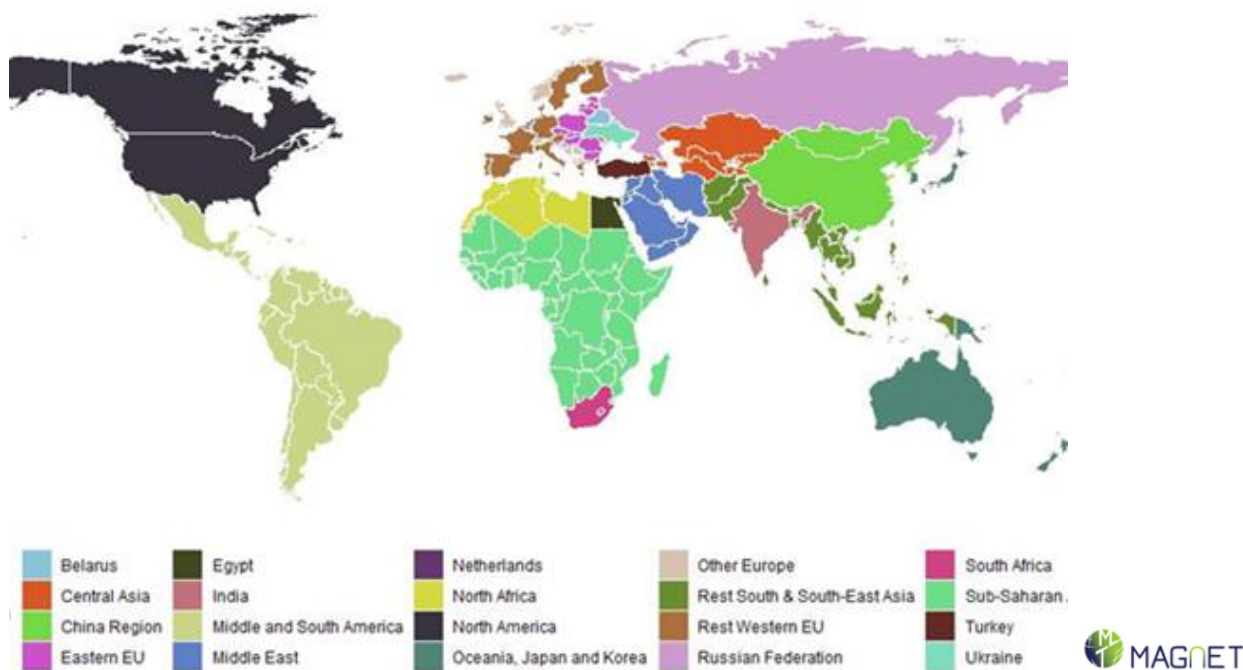 Belarus
Egypt
Netherlands
Other Europe
South Africa
Central Asia
India
North Africa
Rest South & South-East Asia
Sub-Saharan
China Region
Middle and South America
North America
Rest Western EU
Turkey
Eastern EU
Middle East
Oceania, Japan and Korea
Russian Federation
Ukraine
MAGNET